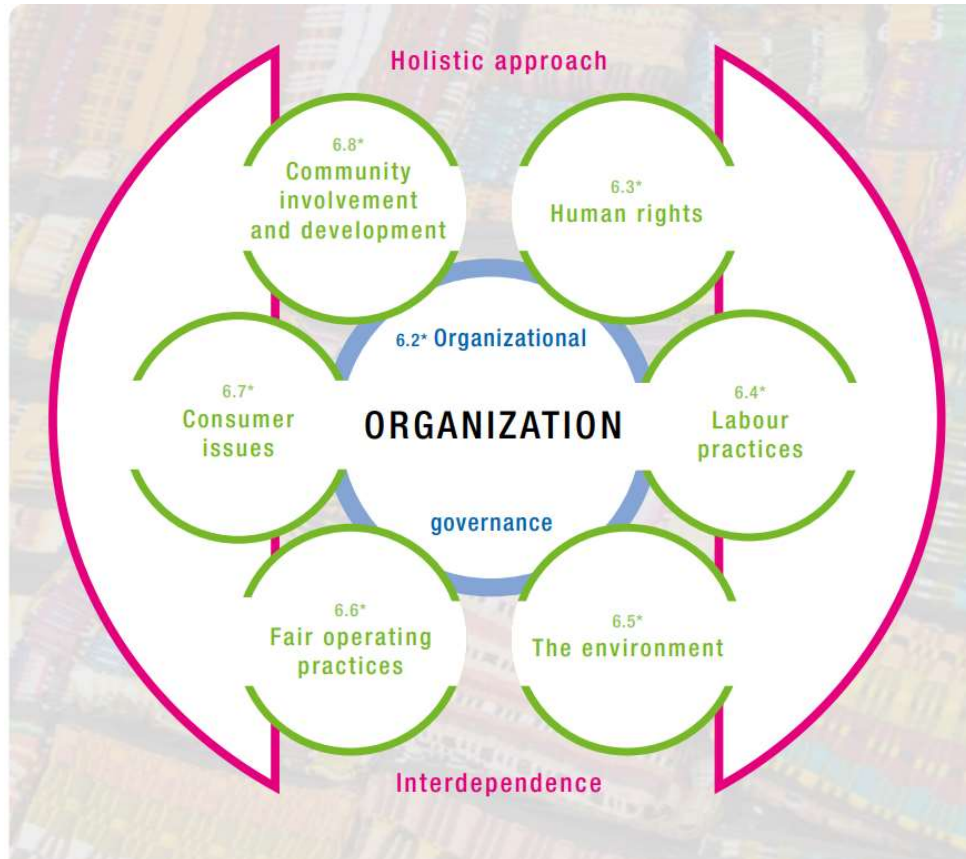 Holistic approach
6.8*
Community
involvement
and development
6.3*
Human rights
6.2* Organizational
6.7*
Consumer
issues
ORGANIZATION
6.4*
Labour
practices
governance
6.6*
Fair operating
practices
6.5*
The environment
Interdependence